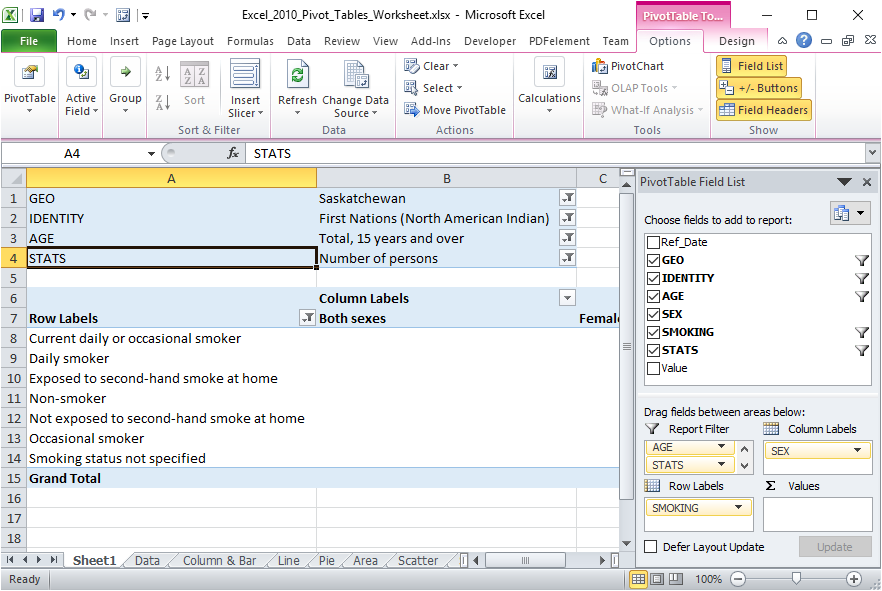 Excel_2010_Pivot_Tables_Worksheet.xlsx - Microsoft Excel
PivotTable To...
File Home Insert Page Layout Formulas Data Review View Add-Ins Developer PDFelement Team Options Design
PivotTable
Active Field
Group
Sort
Insert Slicer
Sort & Filter
Refresh
Change Data Source
Data
Clear
Select
Move PivotTable
Actions
Calculations
PivotChart
OLAP Tools
What-If Analysis
Tools
Field List
+/- Buttons
Field Headers
Show
A4 fx STATS
A B C
1 GEO Saskatchewan
2 IDENTITY First Nations (North American Indian)
3 AGE Total, 15 years and over
4 STATS Number of persons
5
6 Column Labels
7 Row Labels Both sexes Female
8 Current daily or occasional smoker
9 Daily smoker
10 Exposed to second-hand smoke at home
11 Non-smoker
12 Not exposed to second-hand smoke at home
13 Occasional smoker
14 Smoking status not specified
15 Grand Total
16
17
18
PivotTable Field List
Choose fields to add to report:
Ref_Date
GEO
IDENTITY
AGE
SEX
SMOKING
STATS
Value
Drag fields between areas below:
Report Filter
AGE
STATS
Column Labels
SEX
Row Labels
SMOKING
Σ Values
Defer Layout Update
Update
Sheet1 Data Column & Bar Line Pie Area Scatter
Ready 100%